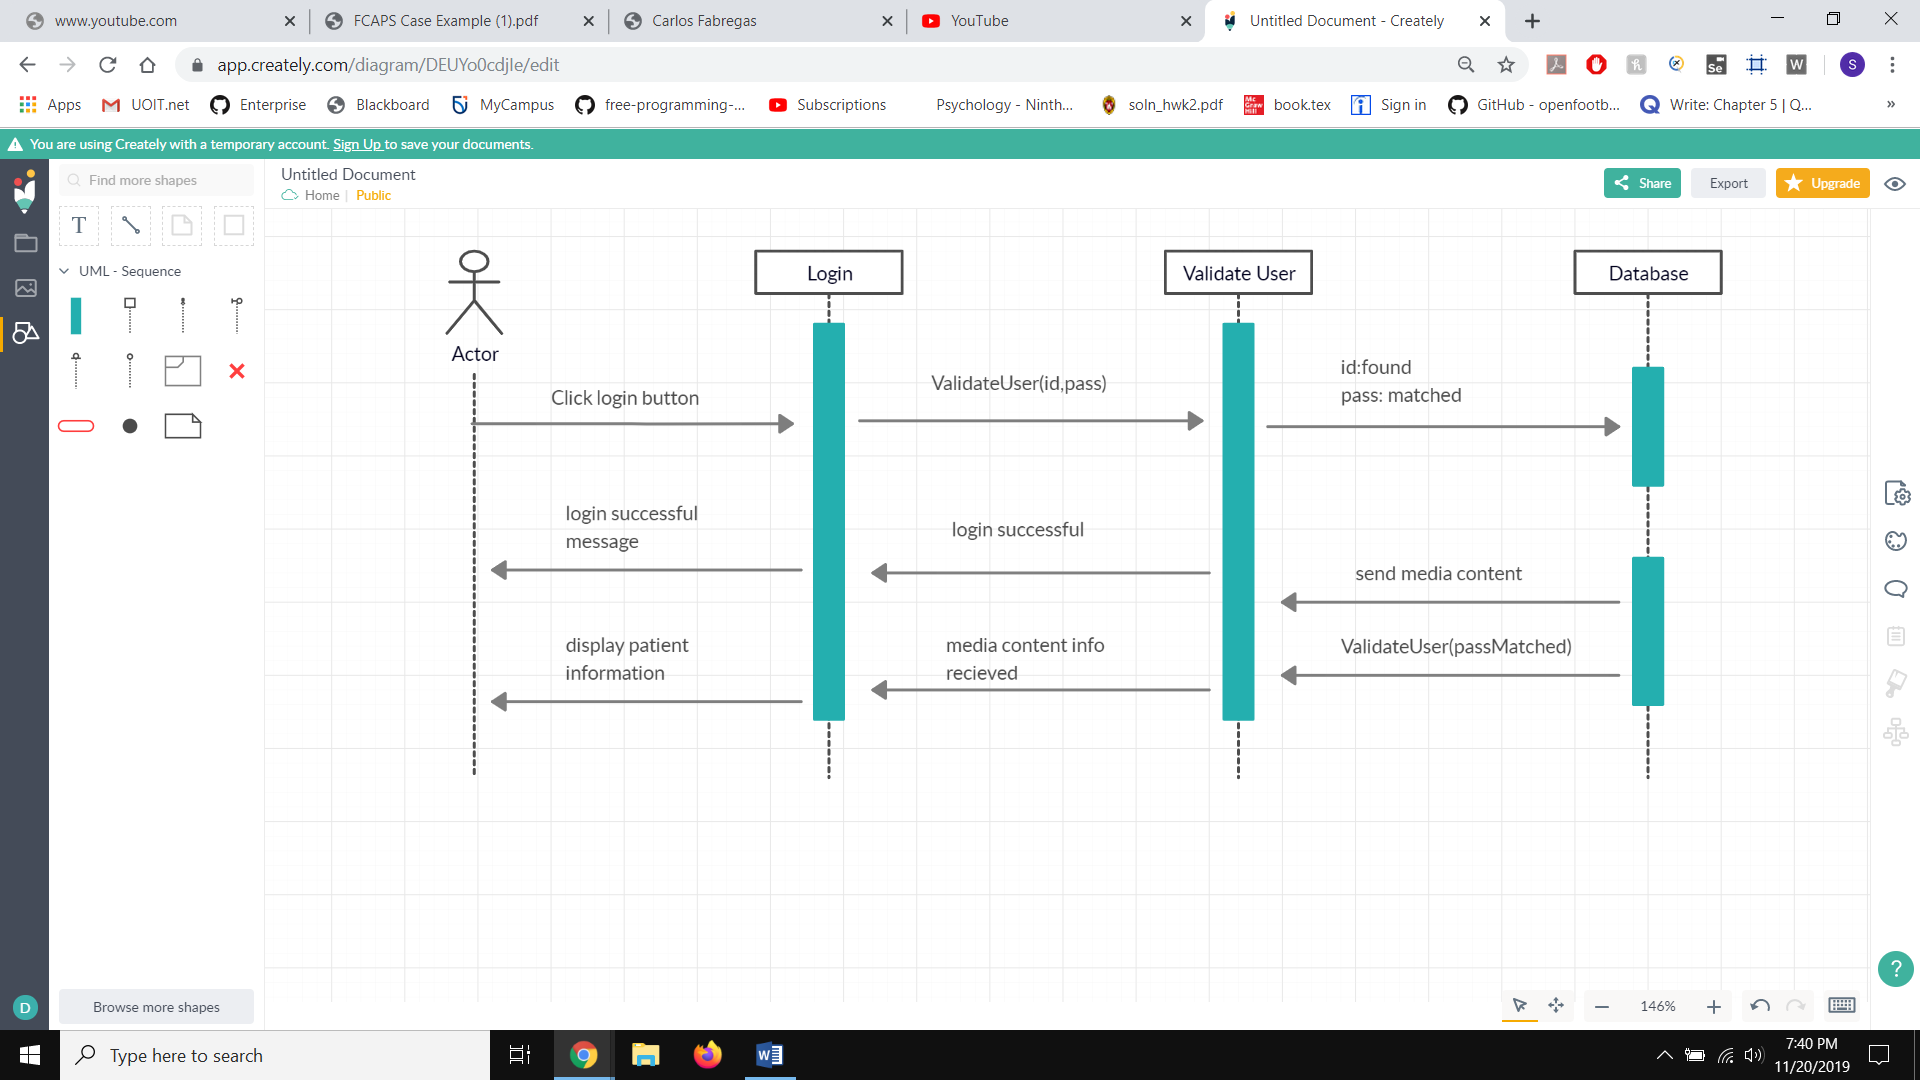 www.youtube.com
FCAPS Case Example (1).pdf
Carlos Fabregas
YouTube
Untitled Document - Creately
app.creately.com/diagram/DEUYo0cdjIe/edit
Se
W
S
Apps
UOIT.net
Enterprise
Blackboard
MyCampus
free-programming-...
Subscriptions
Psychology - Ninth...
soln_hwk2.pdf
Mc Graw Hill
book.tex
Sign in
GitHub - openfootb...
Write: Chapter 5 | Q...
»
You are using Creately with a temporary account. Sign Up to save your documents.
Find more shapes
T
UML - Sequence
Browse more shapes
D
Untitled Document
Home | Public
Share
Export
Upgrade
Actor
Login
Validate User
Database
Click login button
ValidateUser(id,pass)
id:found
pass: matched
login successful
message
login successful
send media content
display patient
information
media content info
recieved
ValidateUser(passMatched)
?
146%
Type here to search
7:40 PM
11/20/2019